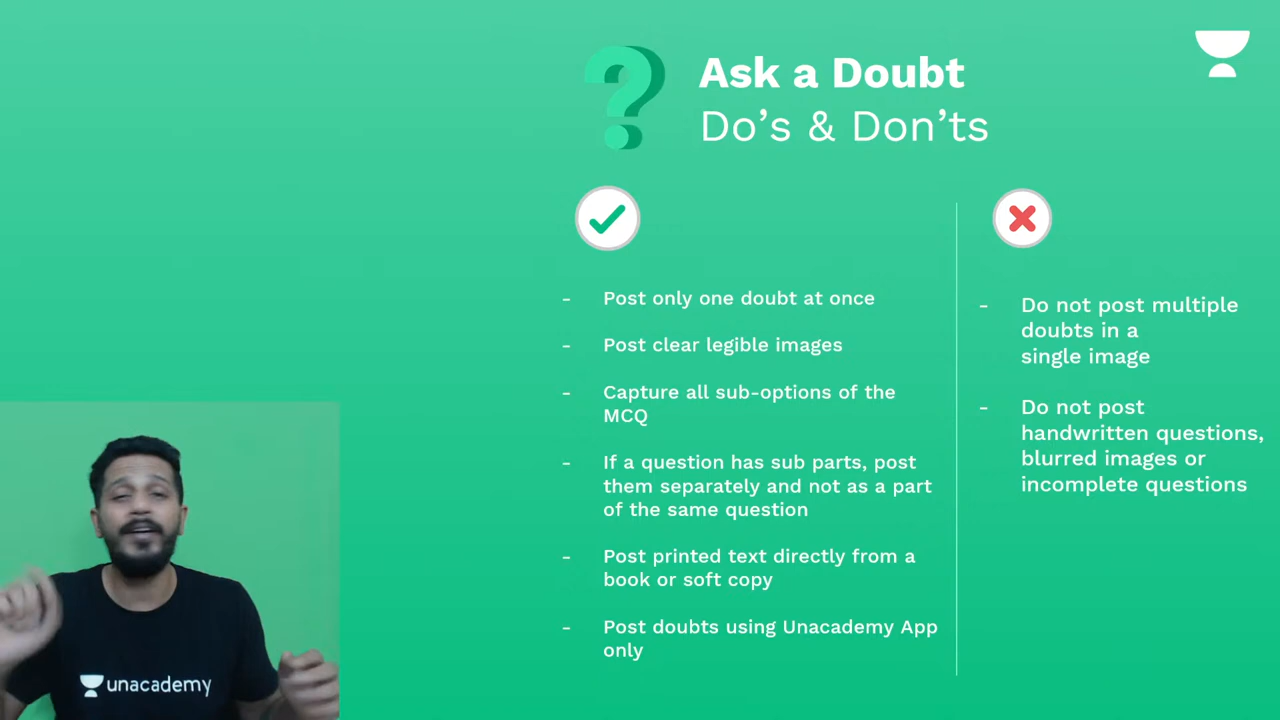 Ask a Doubt
Do’s & Don’ts
- Post only one doubt at once
- Post clear legible images
- Capture all sub-options of the
MCQ
- If a question has sub parts, post
them separately and not as a part
of the same question
- Post printed text directly from a
book or soft copy
- Post doubts using Unacademy App
only
- Do not post multiple
doubts in a
single image
- Do not post
handwritten questions,
blurred images or
incomplete questions
unacademy